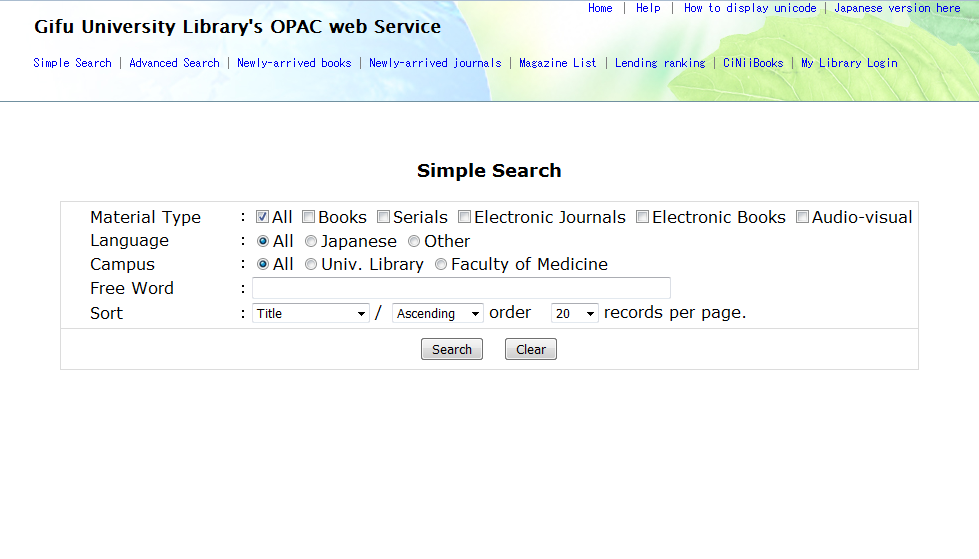 Home | Help | How to display unicode | Japanese version here
Gifu University Library's OPAC web Service
Simple Search | Advanced Search | Newly-arrived books | Newly-arrived journals | Magazine List | Lending ranking | CiNiiBooks | My Library Login
Simple Search
Material Type : All Books Serials Electronic Journals Electronic Books Audio-visual
Language : All Japanese Other
Campus : All Univ. Library Faculty of Medicine
Free Word :
Sort : Title / Ascending order 20 records per page.
Search Clear